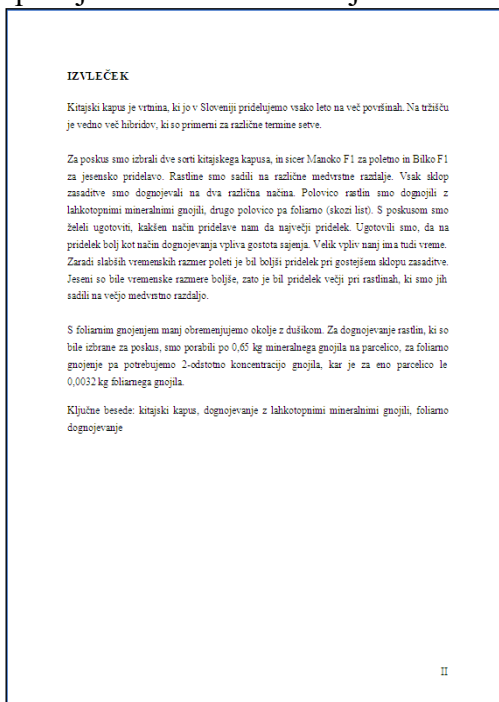 IZVLEČEK
Kitajski kapus je vrtnina, ki jo v Sloveniji pridelujemo vsako leto na več površinah. Na tržišču
je vedno več hibridov, ki so primerni za različne termine setve.
Za poskus smo izbrali dve sorti kitajskega kapusa, in sicer Manoko F1 za poletno in Bilko F1
za jesensko pridelavo. Rastline smo sadili na različne medvrstne razdalje. Vsak sklop
zasaditve smo dognojevali na dva različna načina. Polovico rastlin smo dognojili z
lahkotopnimi mineralnimi gnojili, drugo polovico pa foliarno (skozi list). S poskusom smo
želeli ugotoviti, kakšen način pridelave nam da največji pridelek. Ugotovili smo, da na
pridelek bolj kot način dognojevanja vpliva gostota sajenja. Velik vpliv nanj ima tudi vreme.
Zaradi slabših vremenskih razmer poleti je bil boljši pridelek pri gostejšem sklopu zasaditve.
Jeseni so bile vremenske razmere boljše, zato je bil pridelek večji pri rastlinah, ki smo jih
sadili na večjo medvrstno razdaljo.
S foliarnim gnojenjem manj obremenjujemo okolje z dušikom. Za dognojevanje rastlin, ki so
bile izbrane za poskus, smo porabili po 0,65 kg mineralnega gnojila na parcelico, za foliarno
gnojenje pa potrebujemo 2-odstotno koncentracijo gnojila, kar je za eno parcelico le
0,0032 kg foliarnega gnojila.
Ključne besede: kitajski kapus, dognojevanje z lahkotopnimi mineralnimi gnojili, foliarno
dognojevanje
II